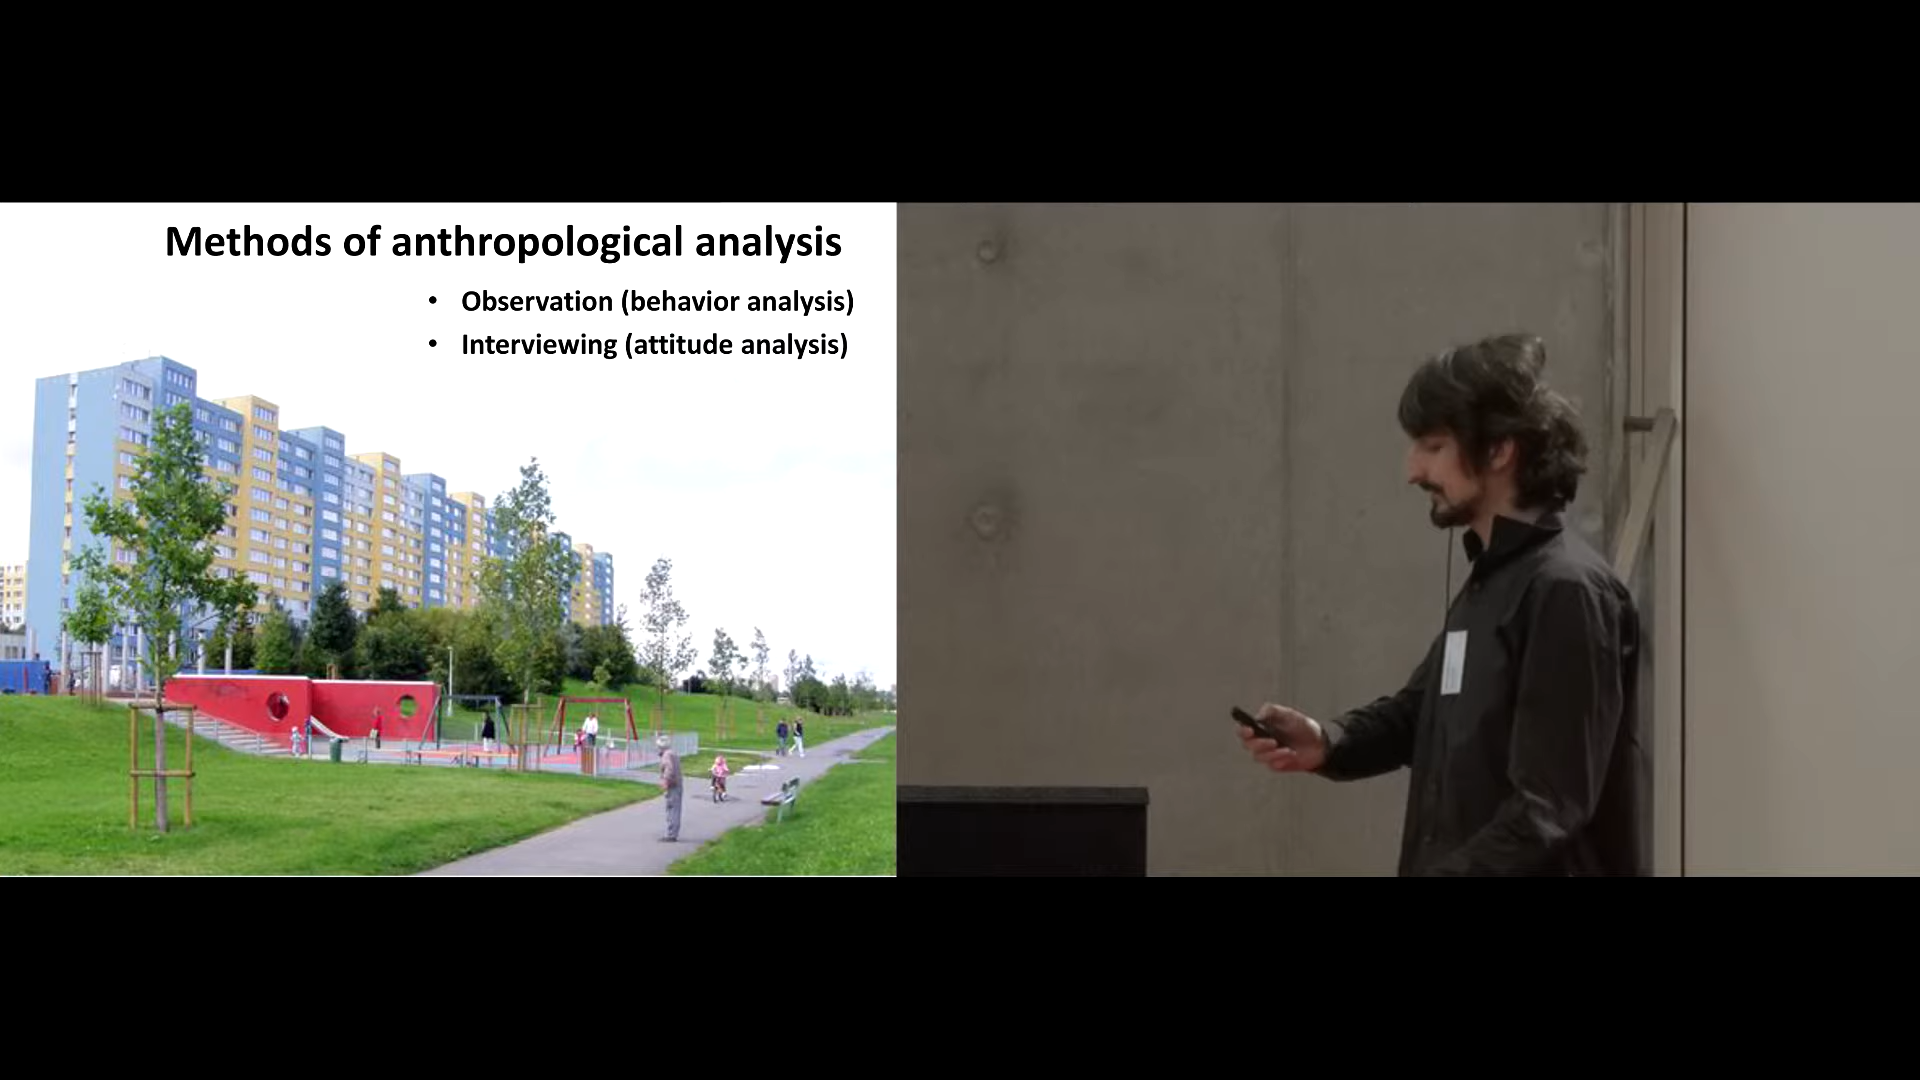 Methods of anthropological analysis
• Observation (behavior analysis)
• Interviewing (attitude analysis)